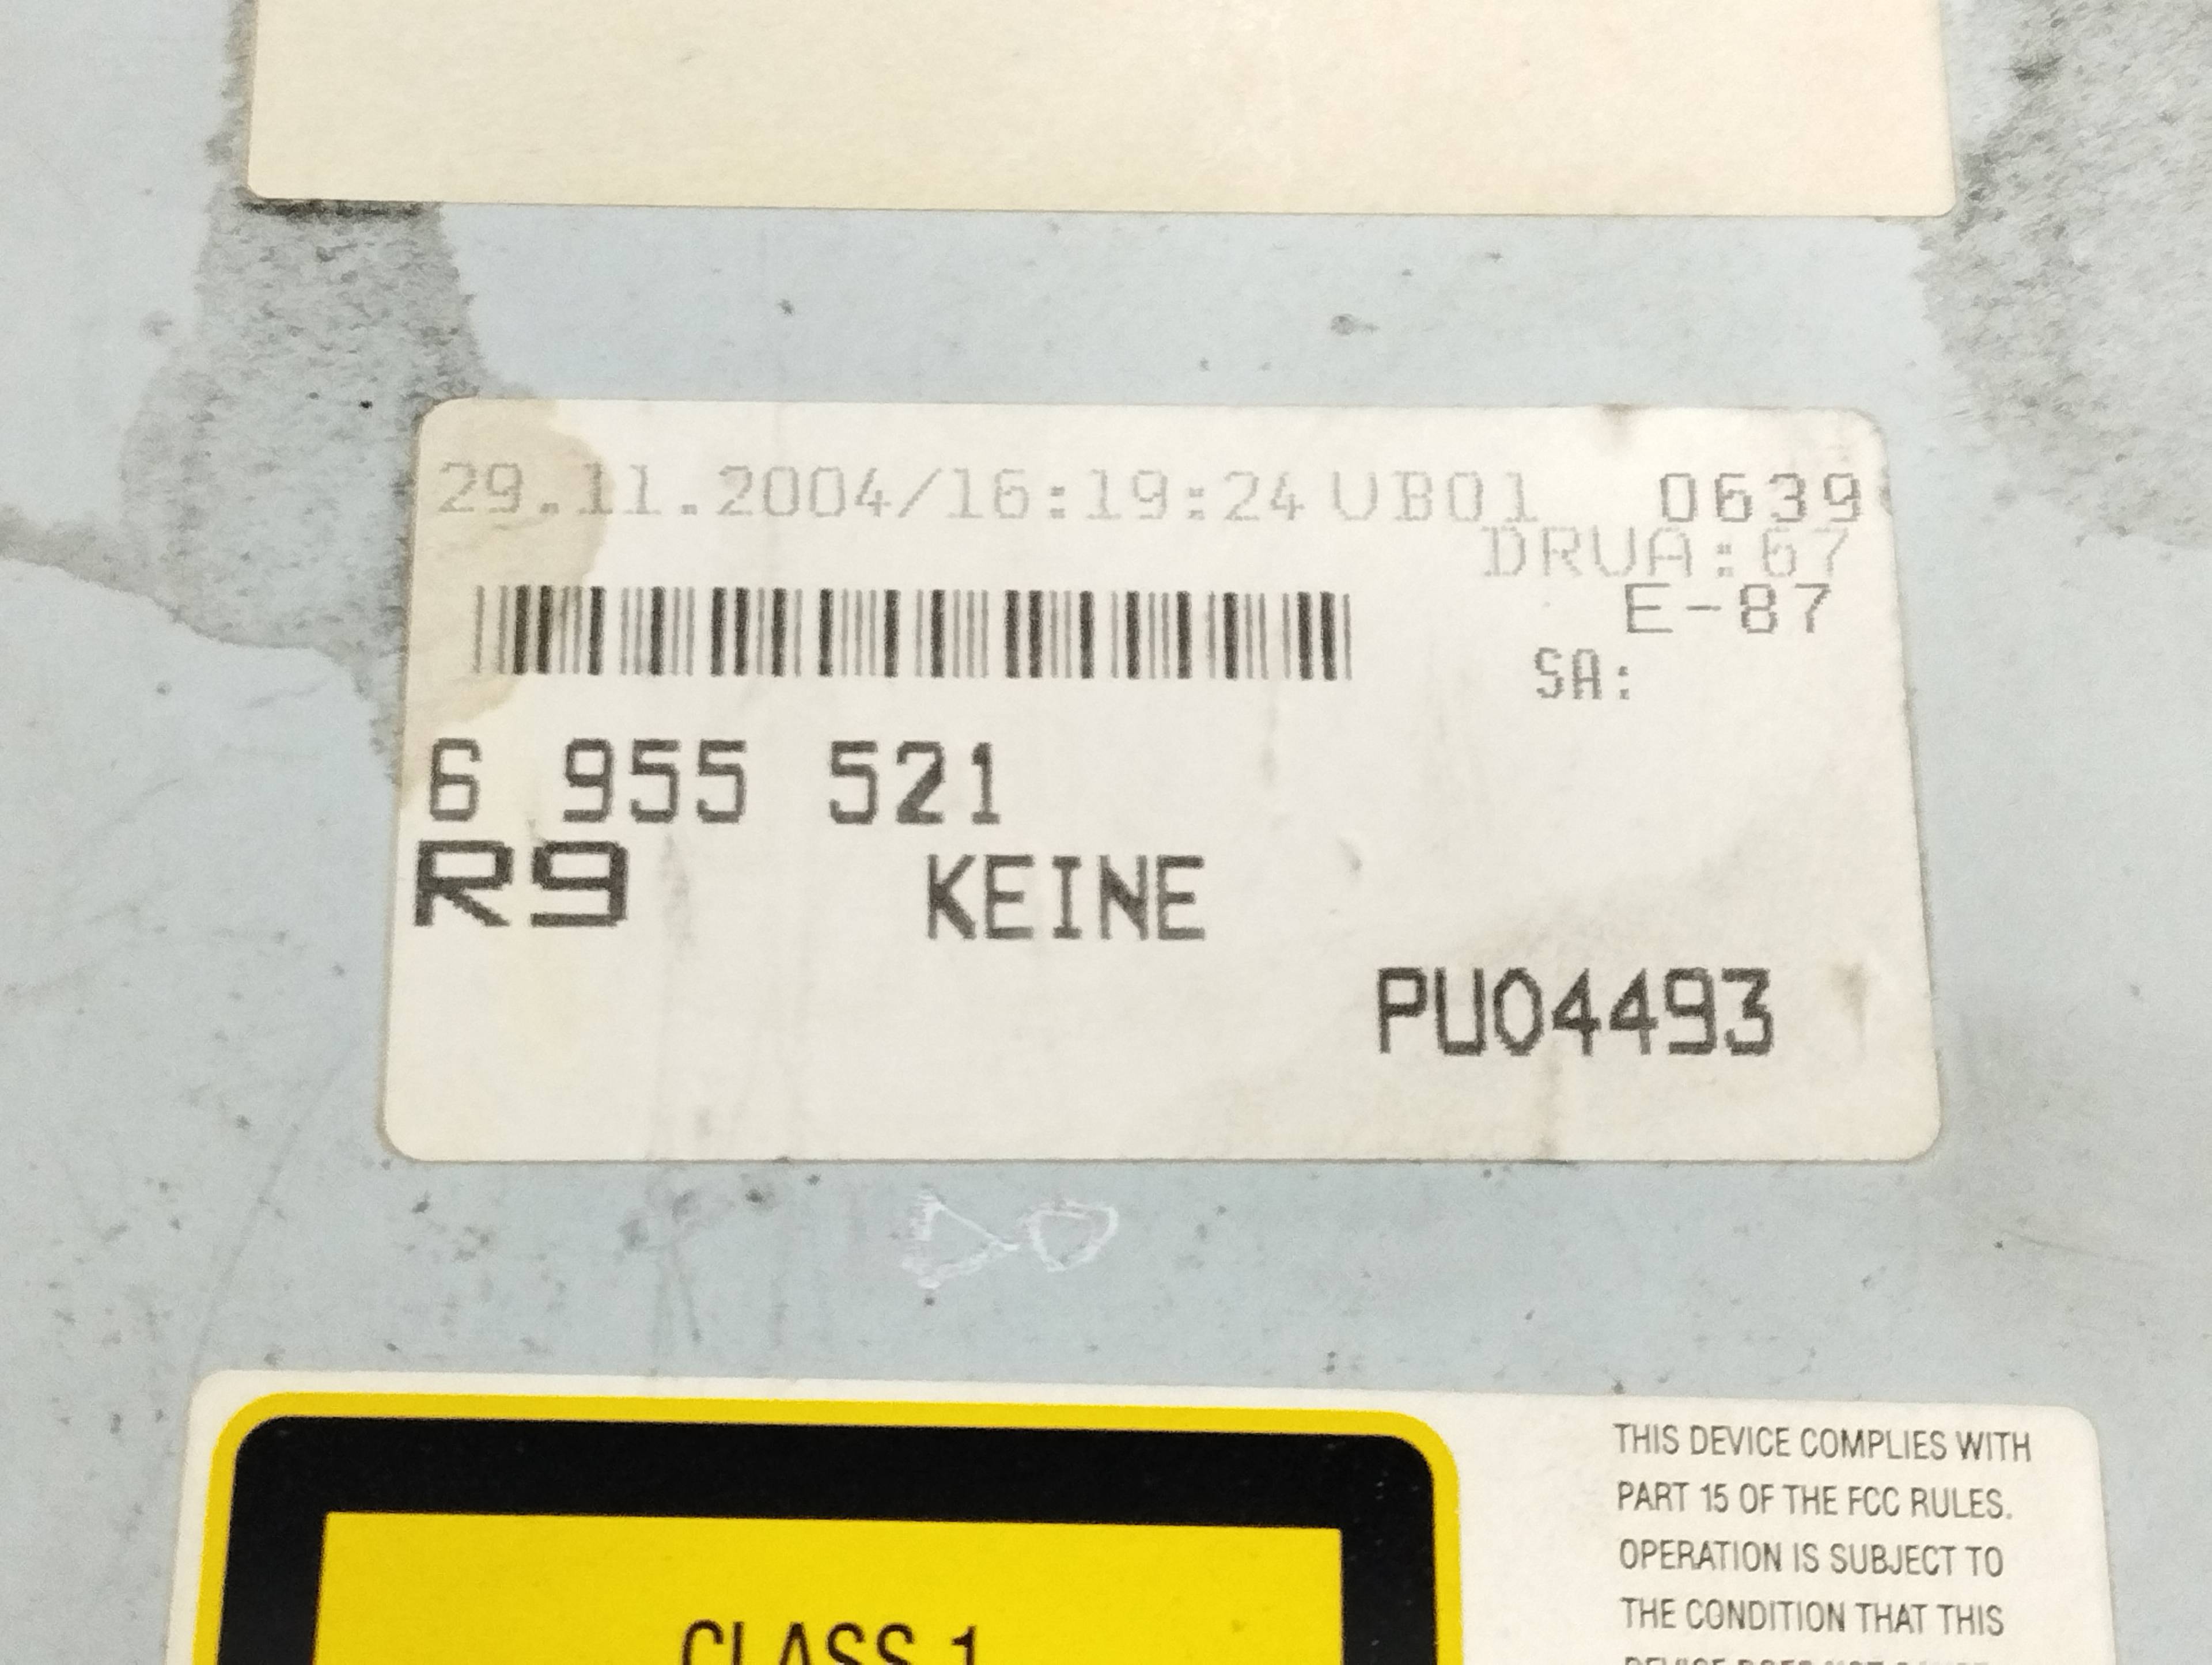 29.11.2004/16:19:24 UB01 0639
DRUA:67
E-87
SA:
6 955 521
R9 KEINE
PU04493
CLASS 1
THIS DEVICE COMPLIES WITH
PART 15 OF THE FCC RULES.
OPERATION IS SUBJECT TO
THE CONDITION THAT THIS